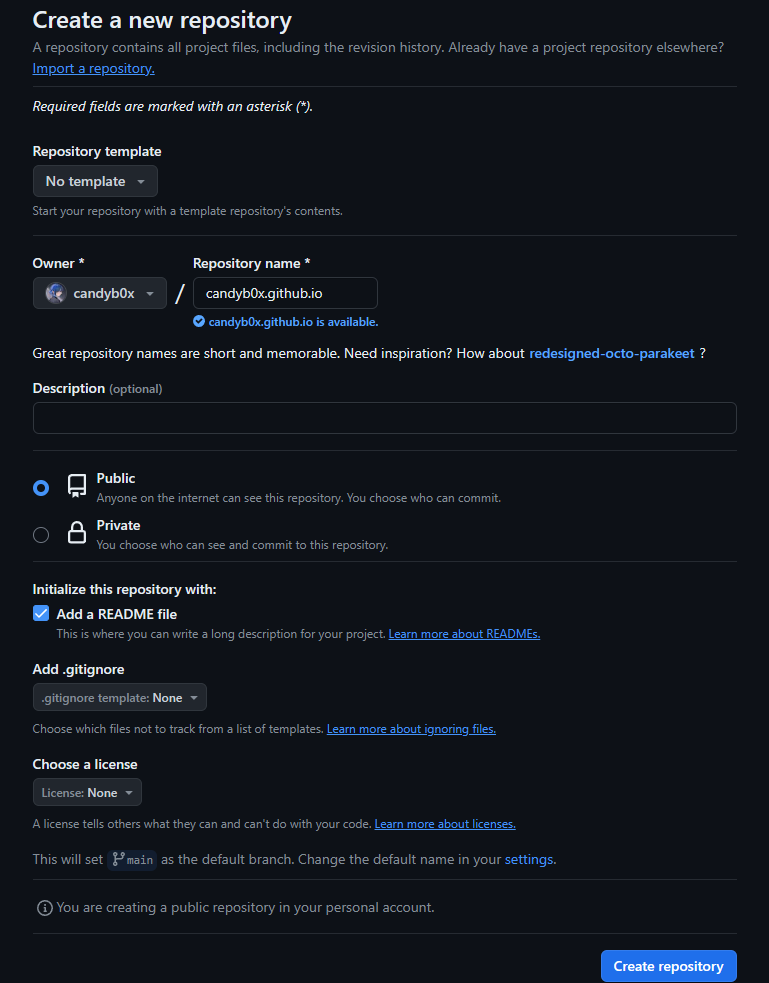 Create a new repository
A repository contains all project files, including the revision history. Already have a project repository elsewhere?
Import a repository.
Required fields are marked with an asterisk (*).
Repository template
No template
Start your repository with a template repository's contents.
Owner *
Repository name *
candyb0x
/
candyb0x.github.io
candyb0x.github.io is available.
Great repository names are short and memorable. Need inspiration? How about redesigned-octo-parakeet ?
Description (optional)
Public
Anyone on the internet can see this repository. You choose who can commit.
Private
You choose who can see and commit to this repository.
Initialize this repository with:
Add a README file
This is where you can write a long description for your project. Learn more about READMEs.
Add .gitignore
.gitignore template: None
Choose which files not to track from a list of templates. Learn more about ignoring files.
Choose a license
License: None
A license tells others what they can and can't do with your code. Learn more about licenses.
This will set main as the default branch. Change the default name in your settings.
You are creating a public repository in your personal account.
Create repository